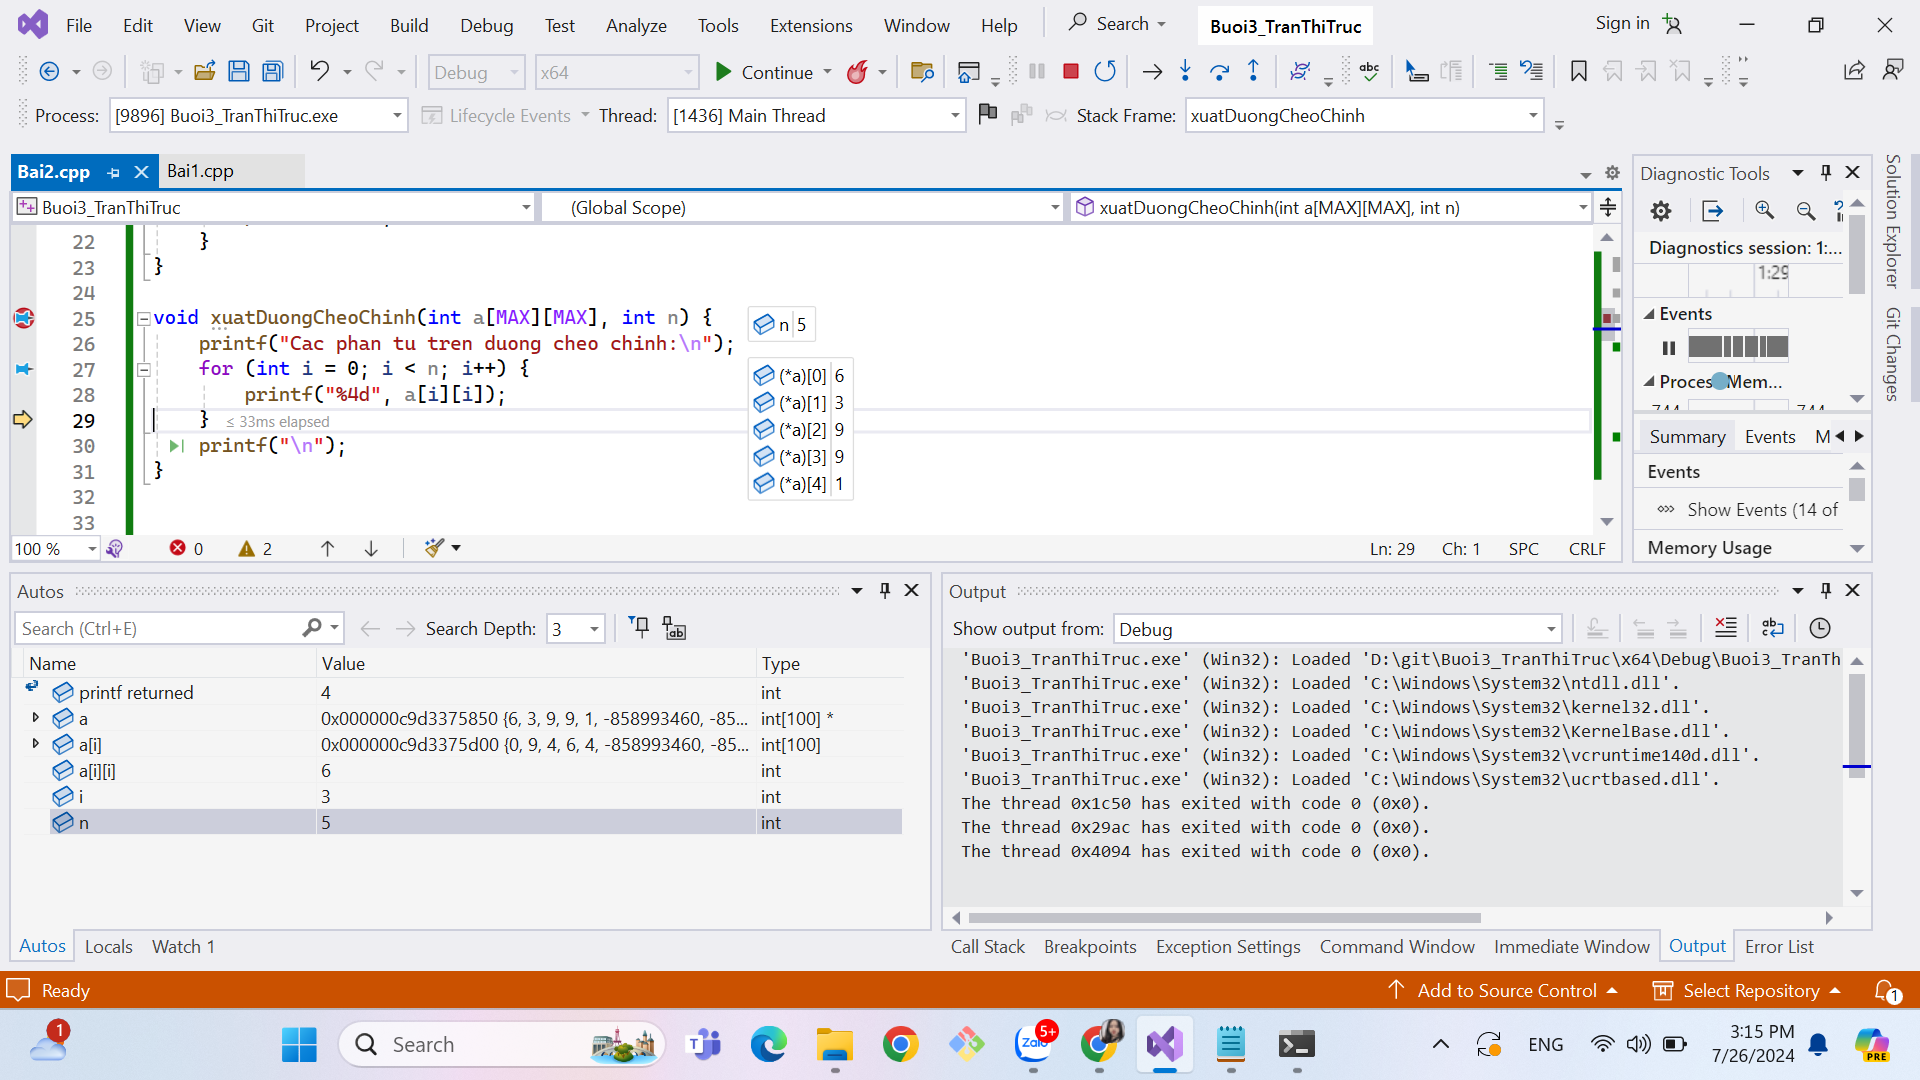 File Edit View Git Project Build Debug Test Analyze Tools Extensions Window Help Search Buoi3_TranThiTruc Sign in
Debug x64 Continue abc
Process: [9896] Buoi3_TranThiTruc.exe Lifecycle Events Thread: [1436] Main Thread Stack Frame: xuatDuongCheoChinh
Bai2.cpp Bai1.cpp
Buoi3_TranThiTruc (Global Scope) xuatDuongCheoChinh(int a[MAX][MAX], int n)
22 }
23 }
24
25 void xuatDuongCheoChinh(int a[MAX][MAX], int n) {
26 printf("Cac phan tu tren duong cheo chinh:\n");
27 for (int i = 0; i < n; i++) {
28 printf("%4d", a[i][i]);
29 } ≤ 33ms elapsed
30 printf("\n");
31 }
32
33
n 5
(*a)[0] 6
(*a)[1] 3
(*a)[2] 9
(*a)[3] 9
(*a)[4] 1
100 % 0 2 Ln: 29 Ch: 1 SPC CRLF
Diagnostic Tools
Diagnostics session: 1:...
1:29
Events
Process Mem...
744 744
Summary Events M
Events
Show Events (14 of
Memory Usage
Solution Explorer
Git Changes
Autos
Search (Ctrl+E) Search Depth: 3
Name Value Type
printf returned 4 int
a 0x000000c9d3375850 {6, 3, 9, 9, 1, -858993460, -85... int[100] *
a[i] 0x000000c9d3375d00 {0, 9, 4, 6, 4, -858993460, -85... int[100]
a[i][i] 6 int
i 3 int
n 5 int
Autos Locals Watch 1
Output
Show output from: Debug
'Buoi3_TranThiTruc.exe' (Win32): Loaded 'D:\git\Buoi3_TranThiTruc\x64\Debug\Buoi3_TranTh
'Buoi3_TranThiTruc.exe' (Win32): Loaded 'C:\Windows\System32\ntdll.dll'.
'Buoi3_TranThiTruc.exe' (Win32): Loaded 'C:\Windows\System32\kernel32.dll'.
'Buoi3_TranThiTruc.exe' (Win32): Loaded 'C:\Windows\System32\KernelBase.dll'.
'Buoi3_TranThiTruc.exe' (Win32): Loaded 'C:\Windows\System32\vcruntime140d.dll'.
'Buoi3_TranThiTruc.exe' (Win32): Loaded 'C:\Windows\System32\ucrtbased.dll'.
The thread 0x1c50 has exited with code 0 (0x0).
The thread 0x29ac has exited with code 0 (0x0).
The thread 0x4094 has exited with code 0 (0x0).
Call Stack Breakpoints Exception Settings Command Window Immediate Window Output Error List
Ready Add to Source Control Select Repository 1
1 Search Zalo 5+ ENG 3:15 PM
7/26/2024 PRE